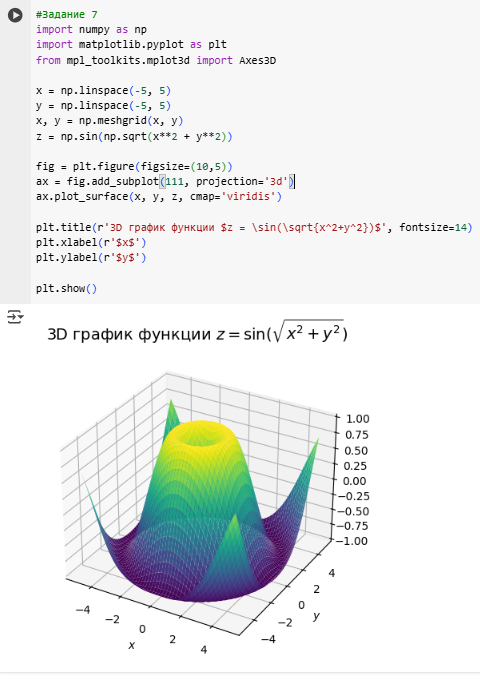 #Задание 7
import numpy as np
import matplotlib.pyplot as plt
from mpl_toolkits.mplot3d import Axes3D
x = np.linspace(-5, 5)
y = np.linspace(-5, 5)
x, y = np.meshgrid(x, y)
z = np.sin(np.sqrt(x**2 + y**2))
fig = plt.figure(figsize=(10,5))
ax = fig.add_subplot(111, projection='3d')
ax.plot_surface(x, y, z, cmap='viridis')
plt.title(r'3D график функции $z = \sin(\sqrt{x^2+y^2})$', fontsize=14)
plt.xlabel(r'$x$')
plt.ylabel(r'$y$')
plt.show()
3D график функции z = sin(√x² + y²)
1.00
0.75
0.50
0.25
0.00
−0.25
−0.50
−0.75
−1.00
−4
−2
0
2
4
x
−4
−2
0
2
4
y